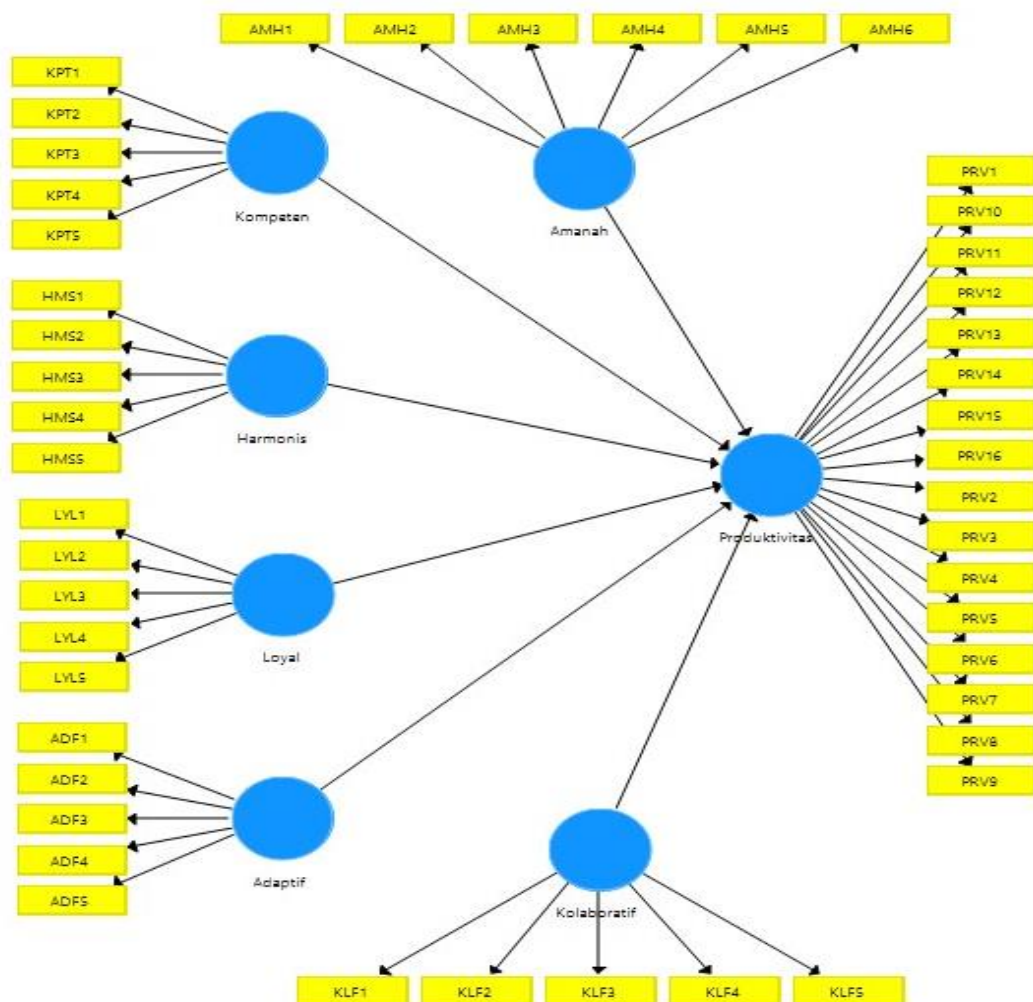 AMH1
AMH2
AMH3
AMH4
AMH5
AMH6
KPT1
KPT2
KPT3
KPT4
KPT5
Kompeten
Amanah
PRV1
PRV10
PRV11
PRV12
PRV13
PRV14
PRV15
PRV16
PRV2
PRV3
PRV4
PRV5
PRV6
PRV7
PRV8
PRV9
HMS1
HMS2
HMS3
HMS4
HMS5
Harmonis
Produktivitas
LYL1
LYL2
LYL3
LYL4
LYL5
Loyal
ADF1
ADF2
ADF3
ADF4
ADF5
Adaptif
Kolaboratif
KLF1
KLF2
KLF3
KLF4
KLF5